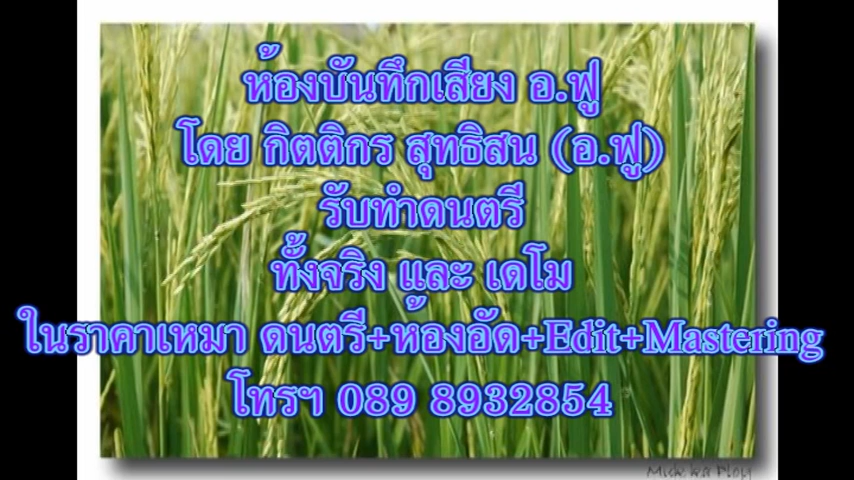 ห้องบันทึกเสียง อ.ฟู
โดย กิตติกร สุทธิสน (อ.ฟู)
รับทำดนตรี
ทั้งจริง และ เดโม
ในราคาเหมา ดนตรี+ห้องอัด+Edit+Mastering
โทรฯ 089 8932854